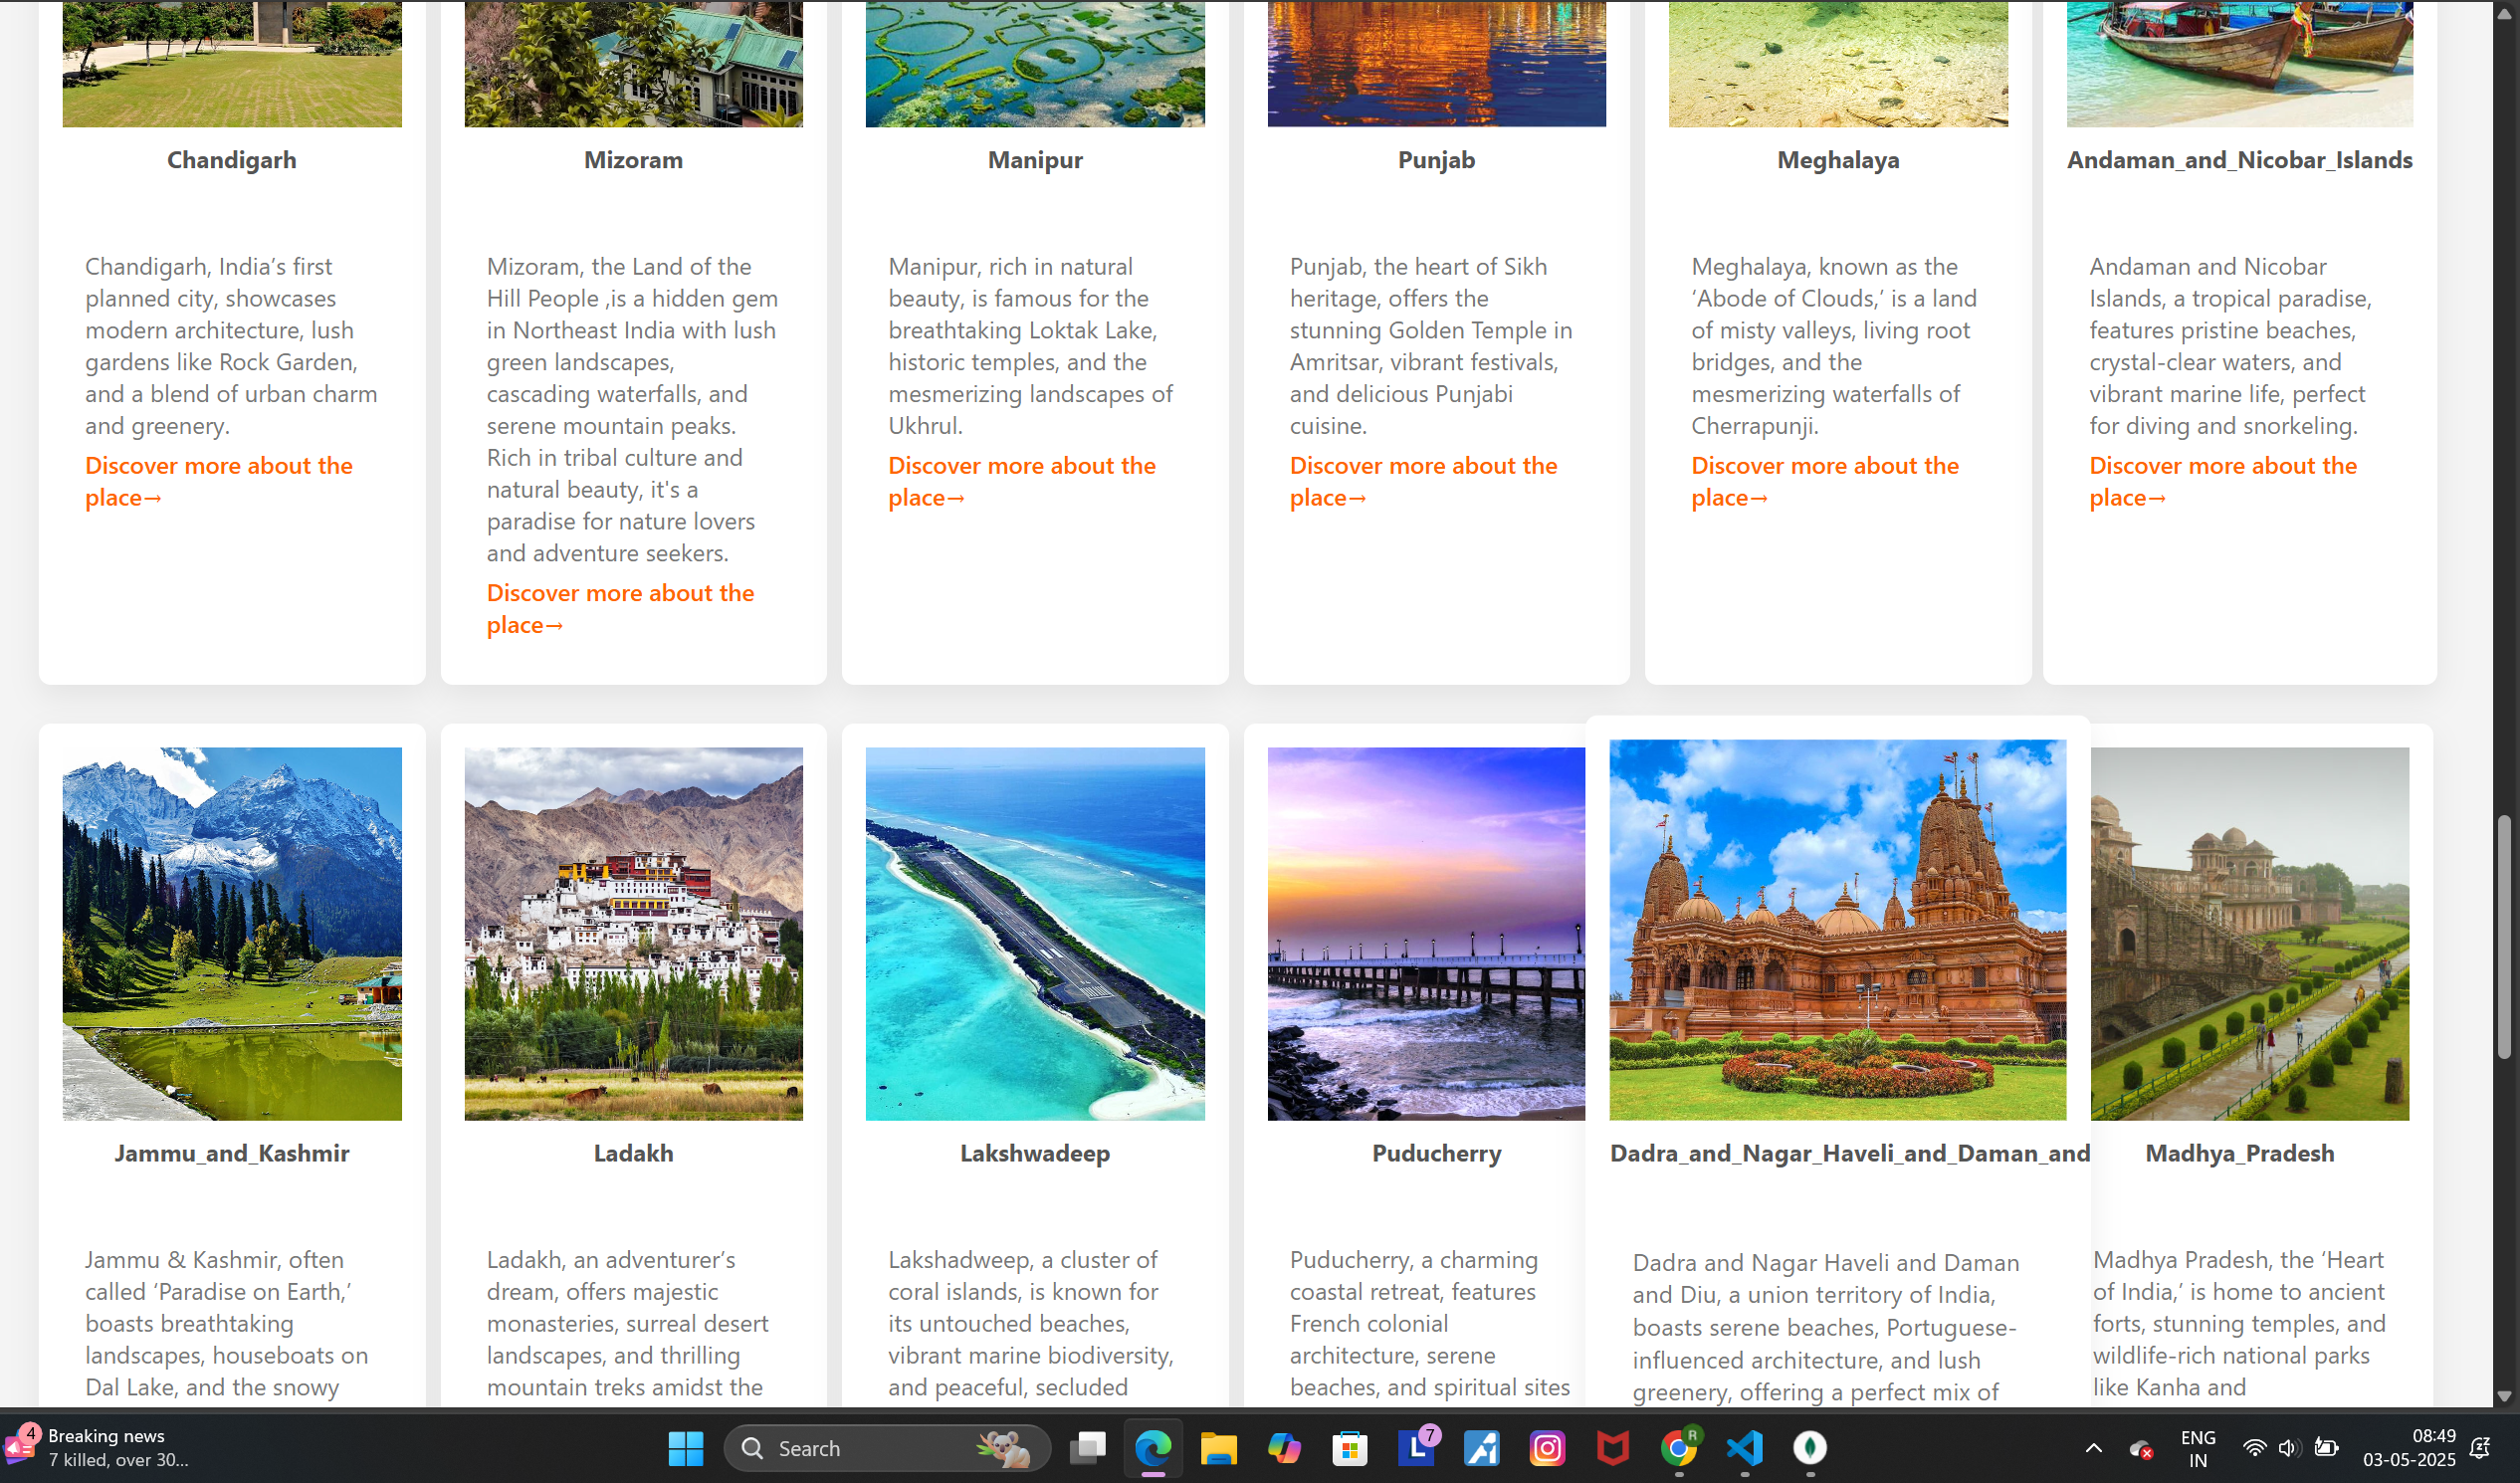 Chandigarh
Chandigarh, India’s first
planned city, showcases
modern architecture, lush
gardens like Rock Garden,
and a blend of urban charm
and greenery.
Discover more about the
place→
Mizoram
Mizoram, the Land of the
Hill People ,is a hidden gem
in Northeast India with lush
green landscapes,
cascading waterfalls, and
serene mountain peaks.
Rich in tribal culture and
natural beauty, it's a
paradise for nature lovers
and adventure seekers.
Discover more about the
place→
Manipur
Manipur, rich in natural
beauty, is famous for the
breathtaking Loktak Lake,
historic temples, and the
mesmerizing landscapes of
Ukhrul.
Discover more about the
place→
Punjab
Punjab, the heart of Sikh
heritage, offers the
stunning Golden Temple in
Amritsar, vibrant festivals,
and delicious Punjabi
cuisine.
Discover more about the
place→
Meghalaya
Meghalaya, known as the
‘Abode of Clouds,’ is a land
of misty valleys, living root
bridges, and the
mesmerizing waterfalls of
Cherrapunji.
Discover more about the
place→
Andaman_and_Nicobar_Islands
Andaman and Nicobar
Islands, a tropical paradise,
features pristine beaches,
crystal-clear waters, and
vibrant marine life, perfect
for diving and snorkeling.
Discover more about the
place→
Jammu_and_Kashmir
Jammu & Kashmir, often
called ‘Paradise on Earth,’
boasts breathtaking
landscapes, houseboats on
Dal Lake, and the snowy
Ladakh
Ladakh, an adventurer’s
dream, offers majestic
monasteries, surreal desert
landscapes, and thrilling
mountain treks amidst the
Lakshwadeep
Lakshadweep, a cluster of
coral islands, is known for
its untouched beaches,
vibrant marine biodiversity,
and peaceful, secluded
Puducherry
Puducherry, a charming
coastal retreat, features
French colonial
architecture, serene
beaches, and spiritual sites
Dadra_and_Nagar_Haveli_and_Daman_and
Dadra and Nagar Haveli and Daman
and Diu, a union territory of India,
boasts serene beaches, Portuguese-
influenced architecture, and lush
greenery, offering a perfect mix of
Madhya_Pradesh
Madhya Pradesh, the ‘Heart
of India,’ is home to ancient
forts, stunning temples, and
wildlife-rich national parks
like Kanha and
4
Breaking news
7 killed, over 30...
Search
L
7
R
ENG
IN
08:49
03-05-2025